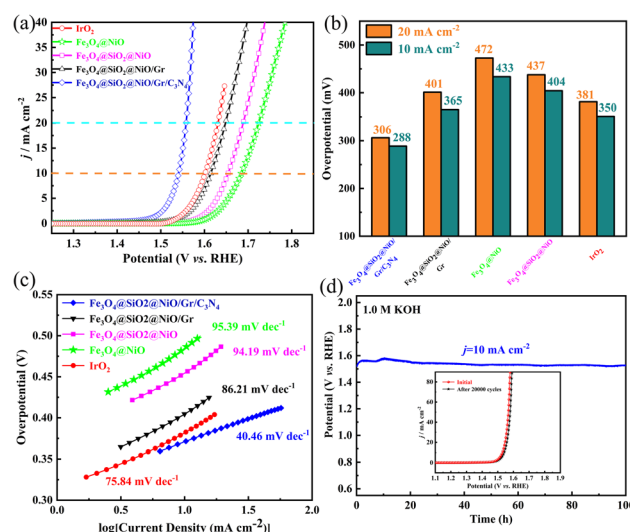 (a)
IrO₂
Fe₃O₄@NiO
Fe₃O₄@SiO₂@NiO
Fe₃O₄@SiO₂@NiO/Gr
Fe₃O₄@SiO₂@NiO/Gr/C₃N₄
40
35
30
25
20
15
10
5
0
j / mA cm⁻²
1.3 1.4 1.5 1.6 1.7 1.8
Potential (V vs. RHE)
(b)
20 mA cm⁻²
10 mA cm⁻²
600
500
400
300
200
100
Overpotential (mV)
306 288
401 365
472 433
437 404
381 350
Fe₃O₄@SiO₂@NiO/
Gr/C₃N₄
Fe₃O₄@SiO₂@NiO/
Gr
Fe₃O₄@NiO
Fe₃O₄@SiO₂@NiO
IrO₂
(c)
Fe₃O₄@SiO2@NiO/Gr/C₃N₄
Fe₃O₄@SiO2@NiO/Gr
Fe₃O₄@SiO2@NiO
Fe₃O₄@NiO
IrO₂
95.39 mV dec⁻¹
94.19 mV dec⁻¹
86.21 mV dec⁻¹
40.46 mV dec⁻¹
75.84 mV dec⁻¹
0.55
0.50
0.45
0.40
0.35
0.30
Overpotential (V)
0.0 0.5 1.0 1.5 2.0
log[Current Density (mA cm⁻²)]
(d)
1.0 M KOH
j=10 mA cm⁻²
2.0
1.8
1.6
1.4
1.2
1.0
0.8
0.6
Potential (V vs. RHE)
0 20 40 60 80 100
Time (h)
Initial
After 20000 cycles
80
60
40
20
0
j / mA cm⁻²
1.1 1.2 1.3 1.4 1.5 1.6 1.7 1.8 1.9
Potential (V vs. RHE)